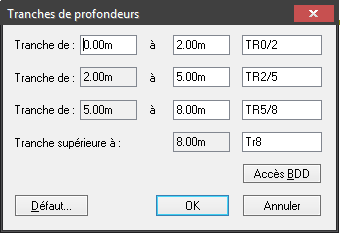 Tranches de profondeurs
Tranche de : 0.00m à 2.00m TR0/2
Tranche de : 2.00m à 5.00m TR2/5
Tranche de : 5.00m à 8.00m TR5/8
Tranche supérieure à : 8.00m Tr8
Accès BDD
Défaut... OK Annuler